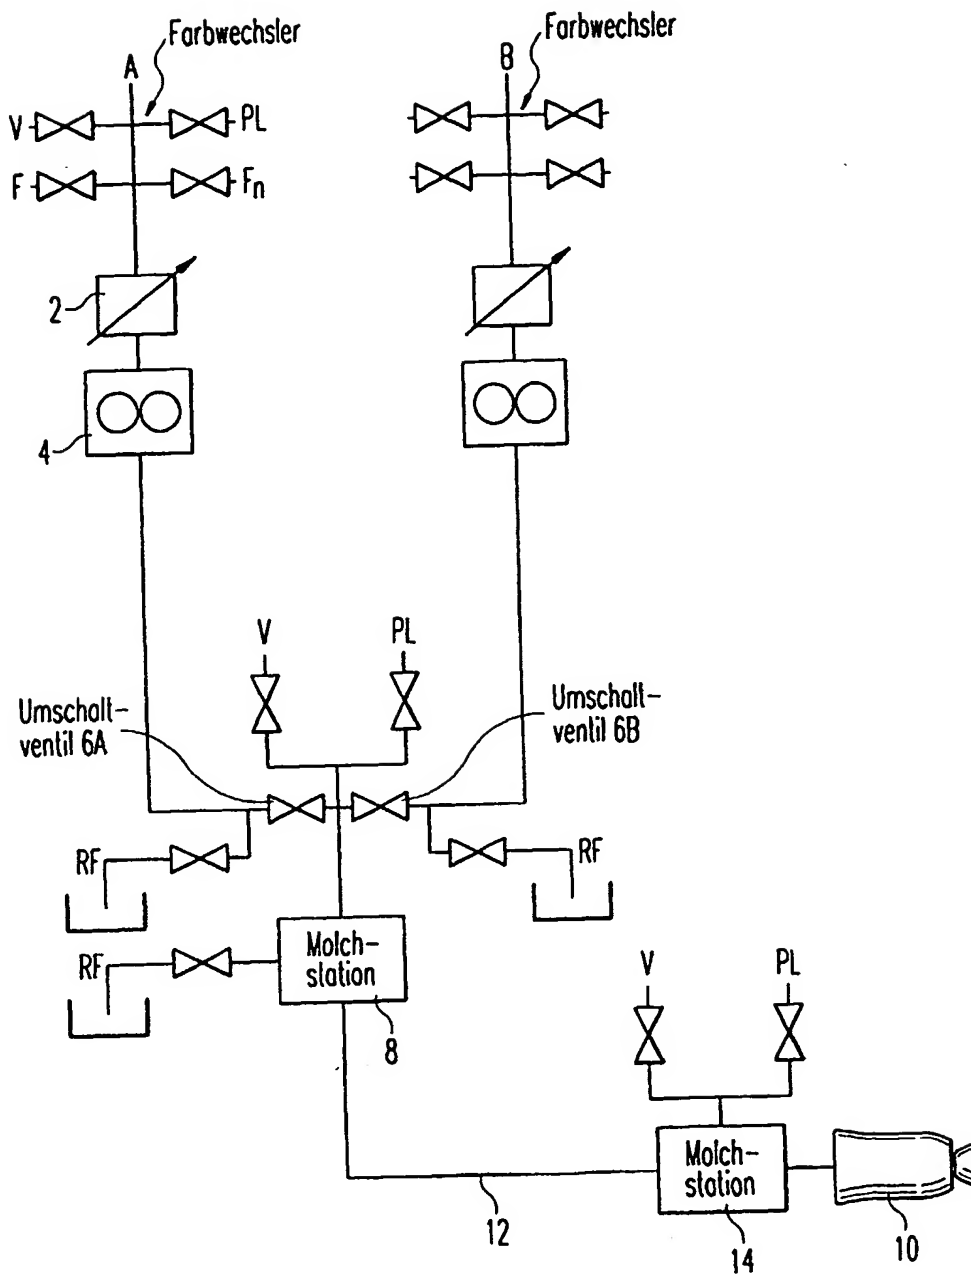 Farbwechsler
Farbwechsler
A
B
V
PL
F
Fn
2
4
V
PL
Umschalt-
ventil 6A
Umschalt-
ventil 6B
RF
RF
RF
Molch-
station
8
V
PL
Molch-
station
12
14
10